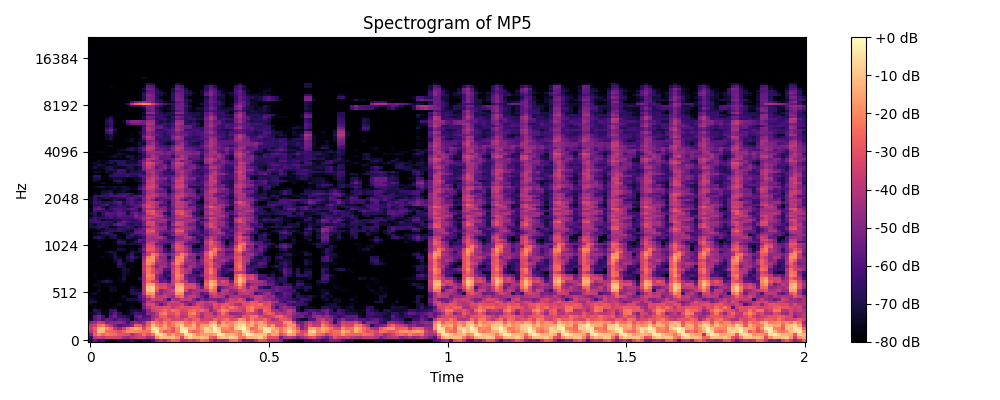 Spectrogram of MP5
Hz
16384
8192
4096
2048
1024
512
0
0
0.5
1
1.5
2
Time
+0 dB
-10 dB
-20 dB
-30 dB
-40 dB
-50 dB
-60 dB
-70 dB
-80 dB